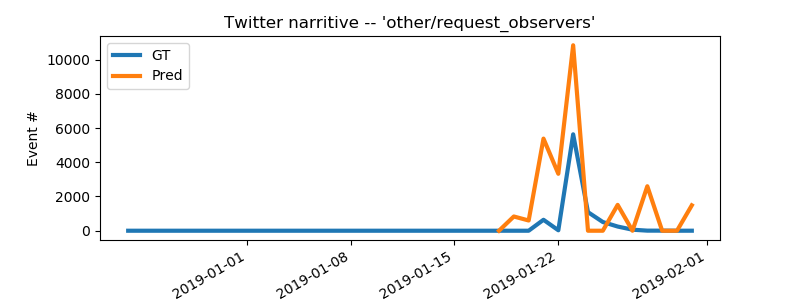 Twitter narritive -- 'other/request_observers'
GT
Pred
Event #
10000
8000
6000
4000
2000
0
2019-01-01
2019-01-08
2019-01-15
2019-01-22
2019-02-01